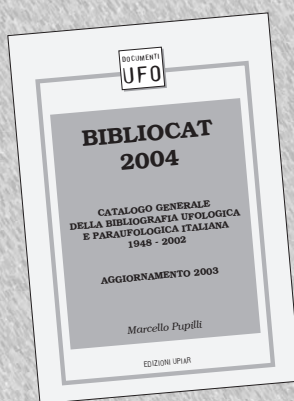 DOCUMENTI
UFO
BIBLIOCAT
2004
CATALOGO GENERALE
DELLA BIBLIOGRAFIA UFOLOGICA
E PARAUFOLOGICA ITALIANA
1948 - 2002
AGGIORNAMENTO 2003
Marcello Pupilli
EDIZIONI UPIAR